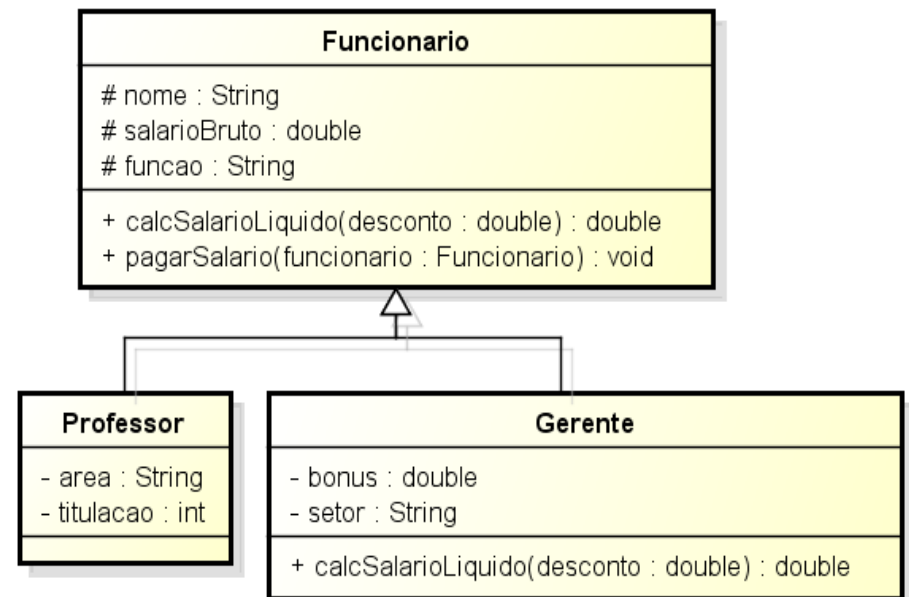 Funcionario
# nome : String
# salarioBruto : double
# funcao : String
+ calcSalarioLiquido(desconto : double) : double
+ pagarSalario(funcionario : Funcionario) : void
Professor
- area : String
- titulacao : int
Gerente
- bonus : double
- setor : String
+ calcSalarioLiquido(desconto : double) : double